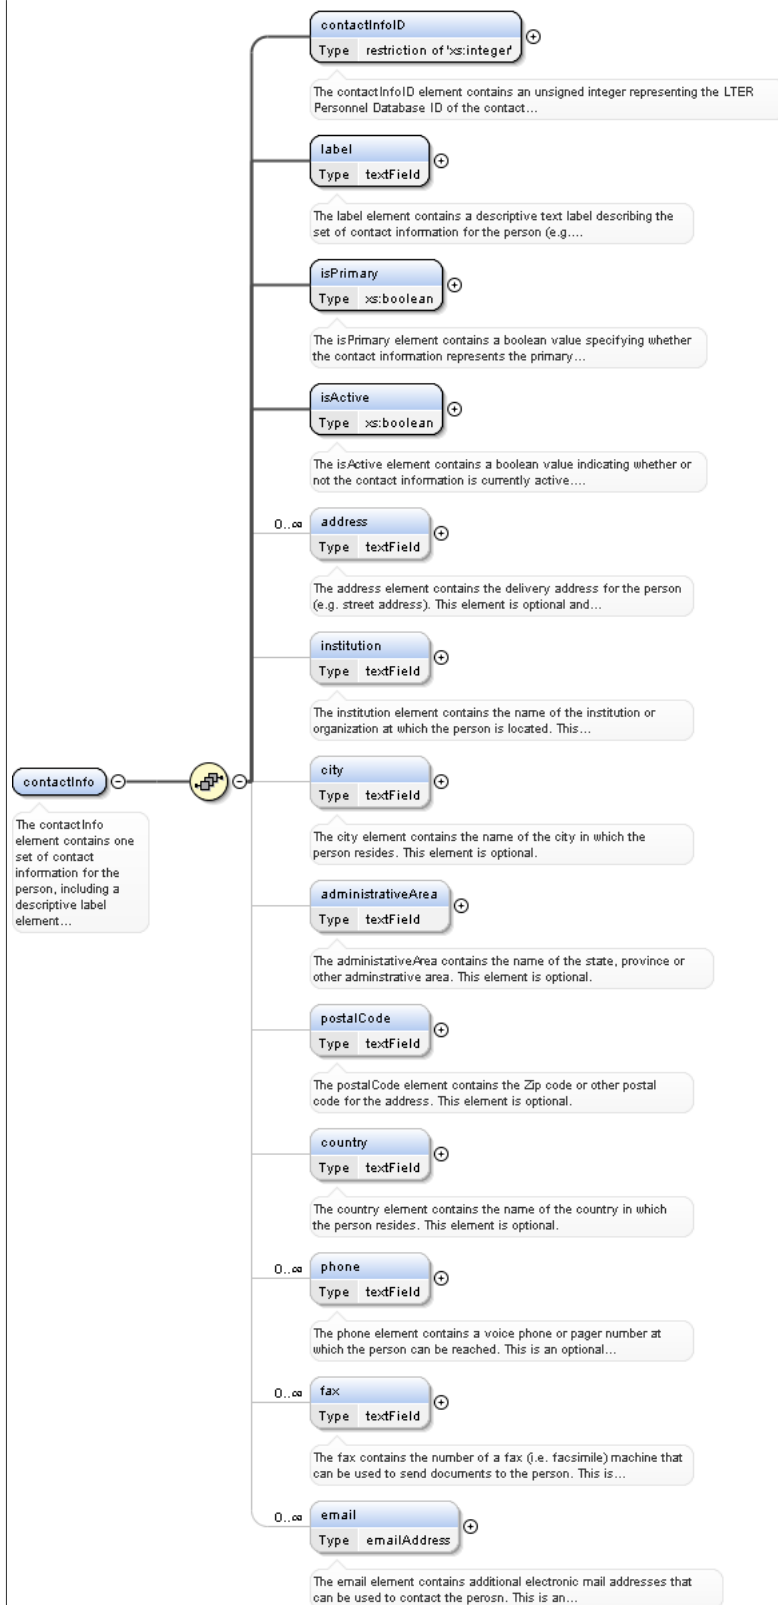 contactInfoID
Type restriction of 'xs:integer'
The contactInfoID element contains an unsigned integer representing the LTER
Personnel Database ID of the contact...
label
Type textField
The label element contains a descriptive text label describing the
set of contact information for the person (e.g....
isPrimary
Type xs:boolean
The isPrimary element contains a boolean value specifying whether
the contact information represents the primary...
isActive
Type xs:boolean
The isActive element contains a boolean value indicating whether or
not the contact information is currently active....
0..∞ address
Type textField
The address element contains the delivery address for the person
(e.g. street address). This element is optional and...
institution
Type textField
The institution element contains the name of the institution or
organization at which the person is located. This...
contactInfo
The contactInfo
element contains one
set of contact
information for the
person, including a
descriptive label
element...
city
Type textField
The city element contains the name of the city in which the
person resides. This element is optional.
administrativeArea
Type textField
The administativeArea contains the name of the state, province or
other adminstrative area. This element is optional.
postalCode
Type textField
The postalCode element contains the Zip code or other postal
code for the address. This element is optional.
country
Type textField
The country element contains the name of the country in which
the person resides. This element is optional.
0..∞ phone
Type textField
The phone element contains a voice phone or pager number at
which the person can be reached. This is an optional...
0..∞ fax
Type textField
The fax contains the number of a fax (i.e. facsimile) machine that
can be used to send documents to the person. This is...
0..∞ email
Type emailAddress
The email element contains additional electronic mail addresses that
can be used to contact the perosn. This is an...